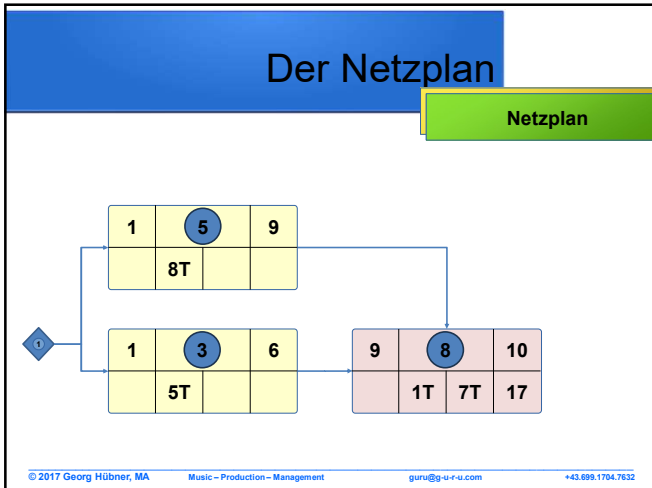 Der Netzplan
Netzplan
1 5 9
8T
1
1 3 6
5T
9 8 10
1T 7T 17
© 2017 Georg Hübner, MA Music – Production – Management guru@g-u-r-u.com +43.699.1704.7632